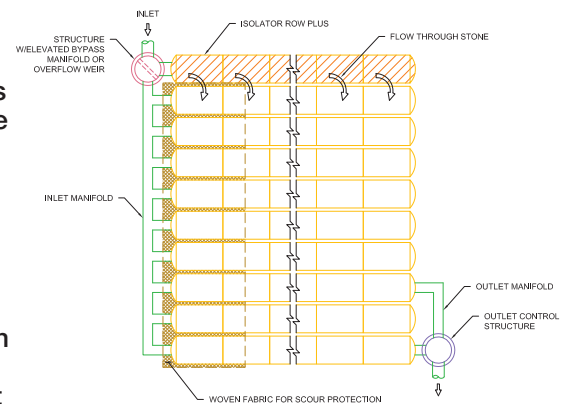 INLET
STRUCTURE
W/ELEVATED BYPASS
MANIFOLD OR
OVERFLOW WEIR
ISOLATOR ROW PLUS
FLOW THROUGH STONE
s
e
INLET MANIFOLD
OUTLET MANIFOLD
OUTLET CONTROL
STRUCTURE
n
WOVEN FABRIC FOR SCOUR PROTECTION